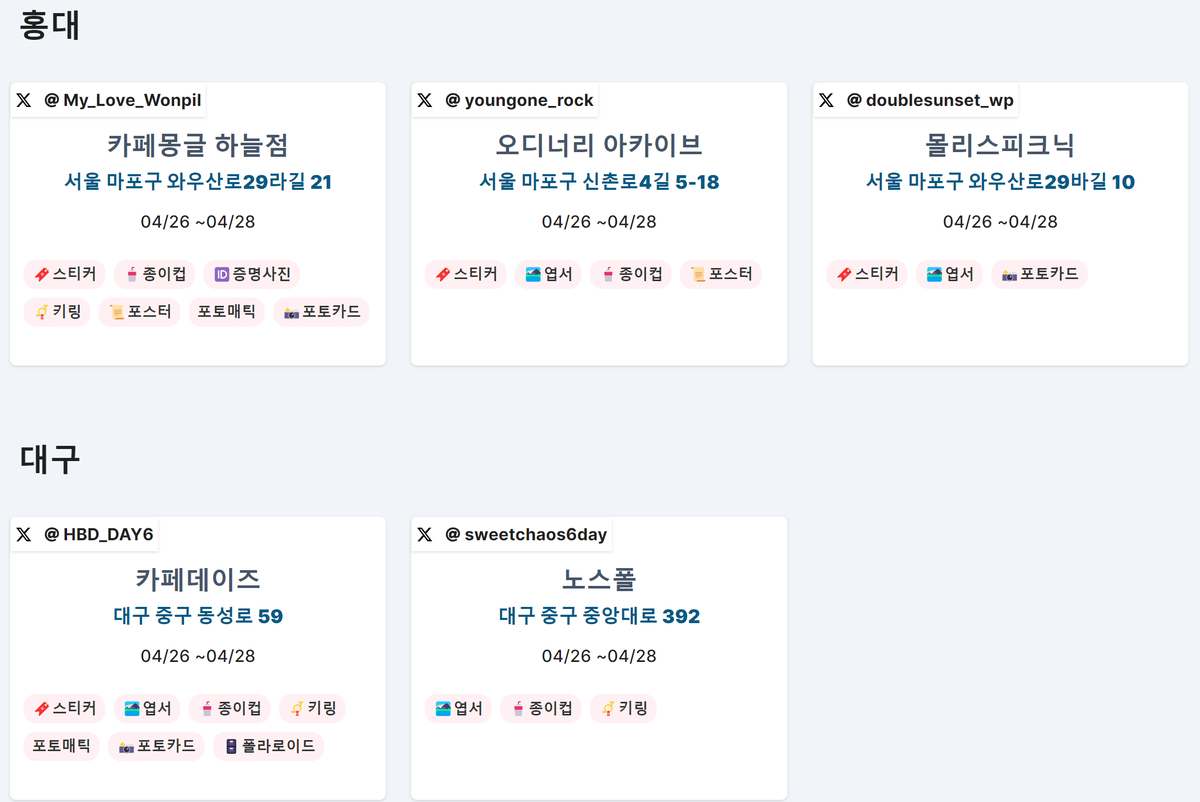 홍대
@My_Love_Wonpil
카페몽글 하늘점
서울 마포구 와우산로29라길 21
04/26 ~04/28
스티커 종이컵 증명사진
키링 포스터 포토매틱 포토카드
@youngone_rock
오디너리 아카이브
서울 마포구 신촌로4길 5-18
04/26 ~04/28
스티커 엽서 종이컵 포스터
@doublesunset_wp
몰리스피크닉
서울 마포구 와우산로29바길 10
04/26 ~04/28
스티커 엽서 포토카드
대구
@HBD_DAY6
카페데이즈
대구 중구 동성로 59
04/26 ~04/28
스티커 엽서 종이컵 키링
포토매틱 포토카드 폴라로이드
@sweetchaos6day
노스폴
대구 중구 중앙대로 392
04/26 ~04/28
엽서 종이컵 키링